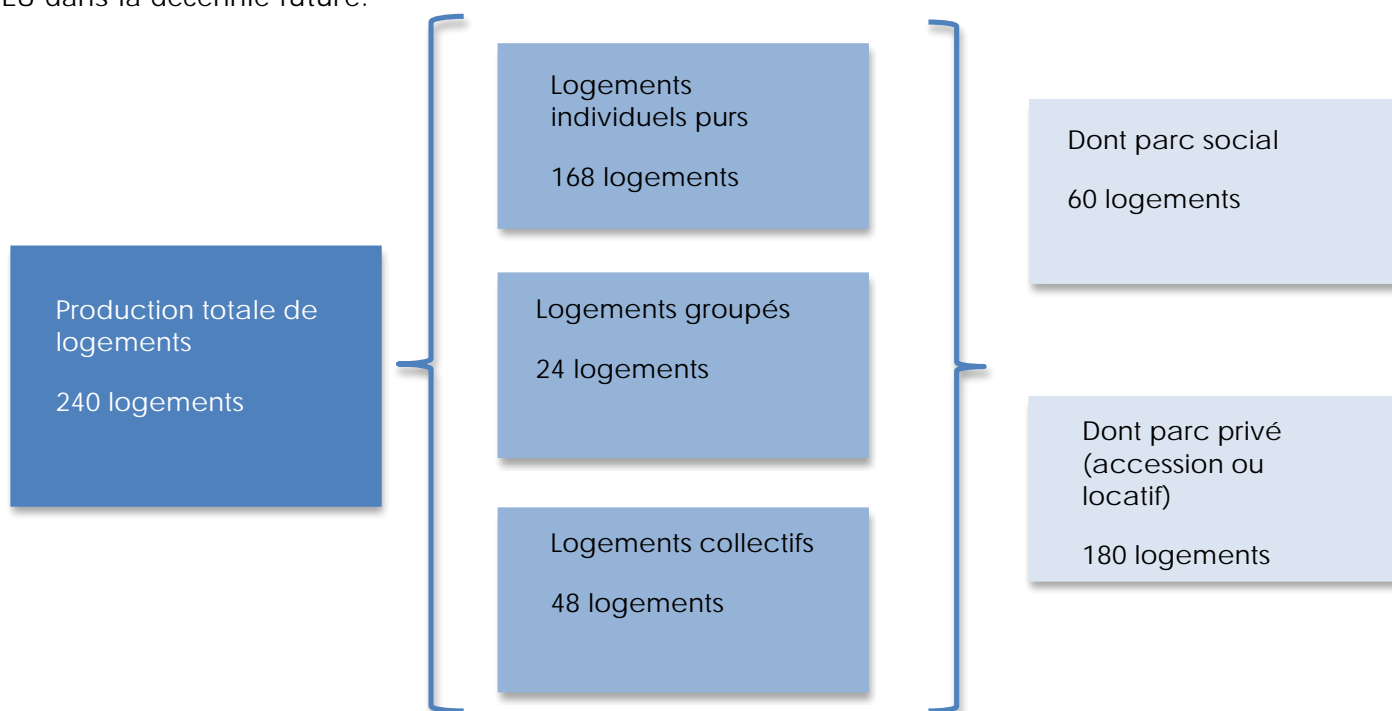 dans la décennie future.
Production totale de
logements
240 logements
Logements
individuels purs
168 logements
Logements groupés
24 logements
Logements collectifs
48 logements
Dont parc social
60 logements
Dont parc privé
(accession ou
locatif)
180 logements